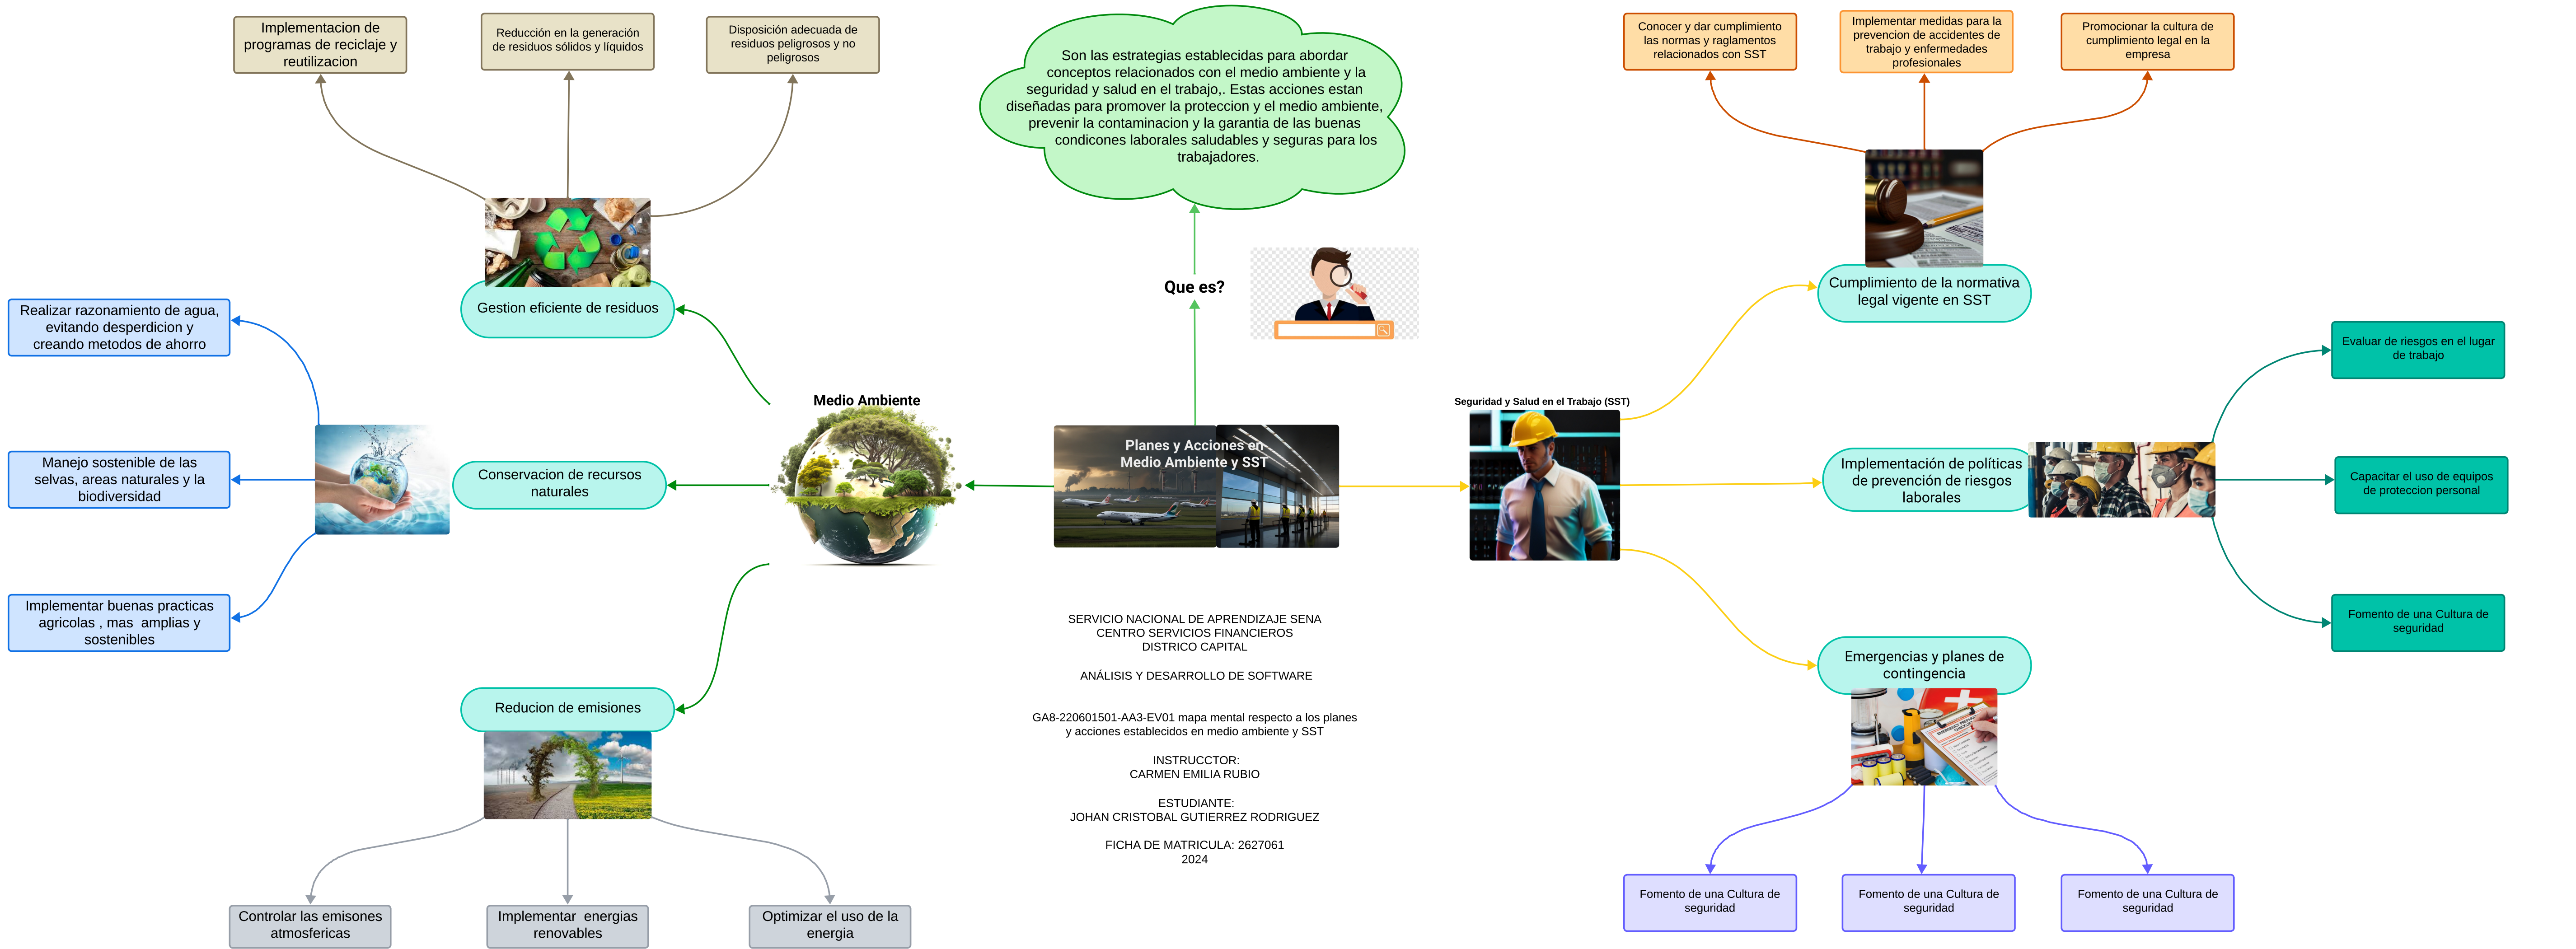 Implementacion de
programas de reciclaje y
reutilizacion
Reducción en la generación
de residuos sólidos y líquidos
Disposición adecuada de
residuos peligrosos y no
peligrosos
Son las estrategias establecidas para abordar
conceptos relacionados con el medio ambiente y la
seguridad y salud en el trabajo,. Estas acciones estan
diseñadas para promover la proteccion y el medio ambiente,
prevenir la contaminacion y la garantia de las buenas
condicones laborales saludables y seguras para los
trabajadores.
Conocer y dar cumplimiento
las normas y raglamentos
relacionados con SST
Implementar medidas para la
prevencion de accidentes de
trabajo y enfermedades
profesionales
Promocionar la cultura de
cumplimiento legal en la
empresa
Gestion eficiente de residuos
Que es?
Cumplimiento de la normativa
legal vigente en SST
Realizar razonamiento de agua,
evitando desperdicion y
creando metodos de ahorro
Manejo sostenible de las
selvas, areas naturales y la
biodiversidad
Implementar buenas practicas
agricolas , mas  amplias y
sostenibles
Conservacion de recursos
naturales
Medio Ambiente
Planes y Acciones en
Medio Ambiente y SST
Seguridad y Salud en el Trabajo (SST)
Implementación de políticas
de prevención de riesgos
laborales
Evaluar de riesgos en el lugar
de trabajo
Capacitar el uso de equipos
de proteccion personal
Fomento de una Cultura de
seguridad
Reducion de emisiones
SERVICIO NACIONAL DE APRENDIZAJE SENA
CENTRO SERVICIOS FINANCIEROS
DISTRICO CAPITAL
ANÁLISIS Y DESARROLLO DE SOFTWARE
GA8-220601501-AA3-EV01 mapa mental respecto a los planes
y acciones establecidos en medio ambiente y SST
INSTRUCCTOR:
CARMEN EMILIA RUBIO
ESTUDIANTE:
JOHAN CRISTOBAL GUTIERREZ RODRIGUEZ
FICHA DE MATRICULA: 2627061
2024
Emergencias y planes de
contingencia
Controlar las emisones
atmosfericas
Implementar  energias
renovables
Optimizar el uso de la
energia
Fomento de una Cultura de
seguridad
Fomento de una Cultura de
seguridad
Fomento de una Cultura de
seguridad